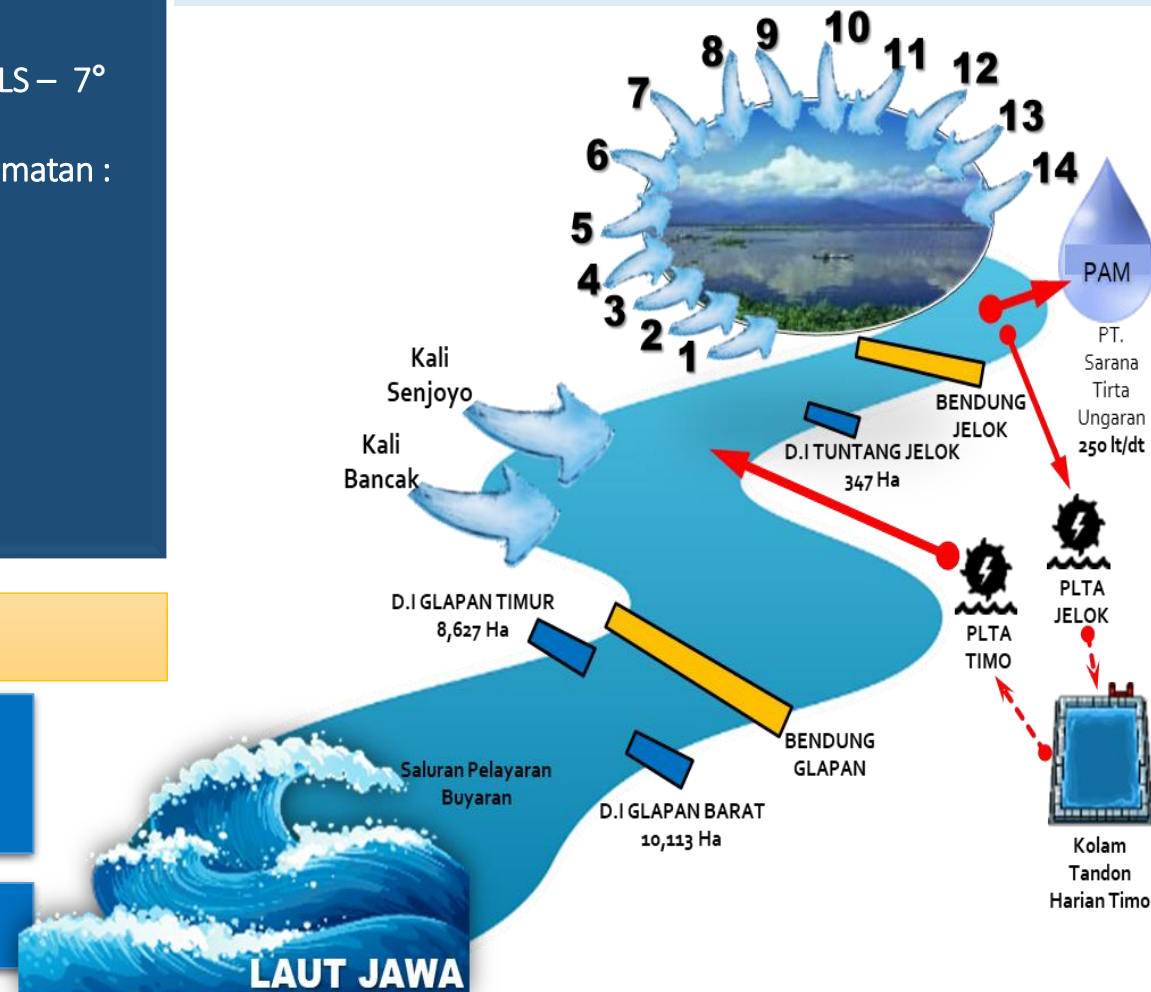 LS – 7°
matan :
1
2
3
4
5
6
7
8
9
10
11
12
13
14
PAM
PT.
Sarana
Tirta
Ungaran
250 lt/dt
Kali
Senjoyo
Kali
Bancak
BENDUNG
JELOK
D.I TUNTANG JELOK
347 Ha
PLTA
JELOK
PLTA
TIMO
Kolam
Tandon
Harian Timo
D.I GLAPAN TIMUR
8,627 Ha
BENDUNG
GLAPAN
D.I GLAPAN BARAT
10,113 Ha
Saluran Pelayaran
Buyaran
LAUT JAWA